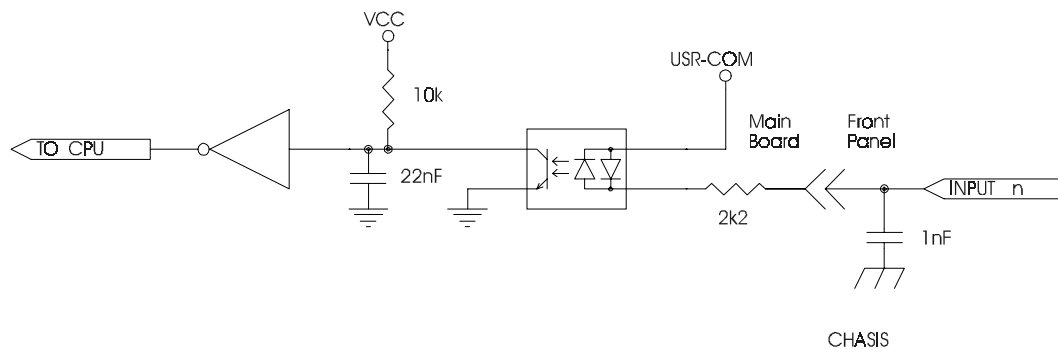 VCC
USR-COM
10k
Main
Board
Front
Panel
TO CPU
22nF
INPUT n
2k2
1nF
CHASIS